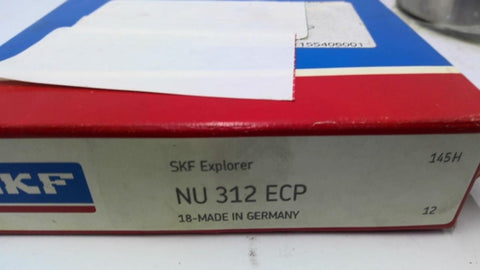 SKF Explorer
145H
SKF
NU 312 ECP
18-MADE IN GERMANY
12